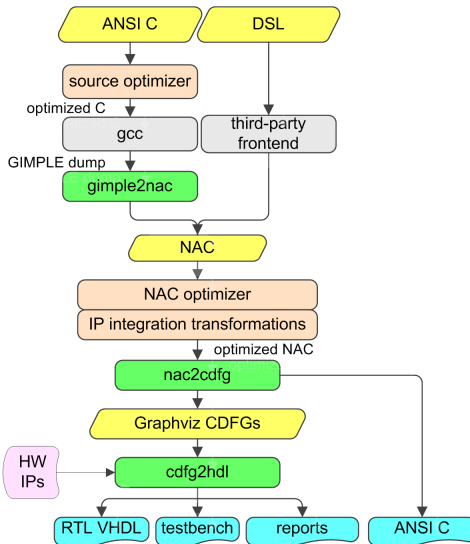 ANSI C
DSL
source optimizer
optimized C
gcc
third-party
frontend
GIMPLE dump
gimple2nac
NAC
NAC optimizer
IP integration transformations
optimized NAC
nac2cdfg
Graphviz CDFGs
HW
IPs
cdfg2hdl
RTL VHDL
testbench
reports
ANSI C